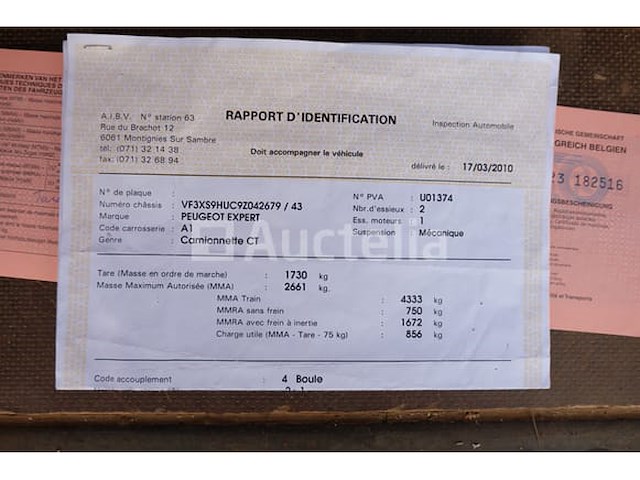 A.I.B.V. N° station 63
Rue du Brachot 12
6061 Montignies Sur Sambre
tél: (071) 32 14 38
fax: (071) 32 68 94
RAPPORT D'IDENTIFICATION
Inspection Automobile
Doit accompagner le véhicule
délivré le : 17/03/2010
N° de plaque :
Numéro châssis : VF3XS9HUC9Z042679 / 43
Marque : PEUGEOT EXPERT
Code carrosserie : A1
Genre : Camionnette CT
N° PVA : U01374
Nbr.d'essieux : 2
Ess. moteurs : 1
Suspension : Mécanique
Auctelia
Tare (Masse en ordre de marche) : 1730 kg
Masse Maximum Autorisée (MMA) : 2661 kg.
MMA Train : 4333 kg
MMRA sans frein : 750 kg
MMRA avec frein à inertie : 1672 kg
Charge utile (MMA - Tare - 75 kg) : 856 kg
Code accouplement : 4 Boule
GREICH BELGIEN
23 182516